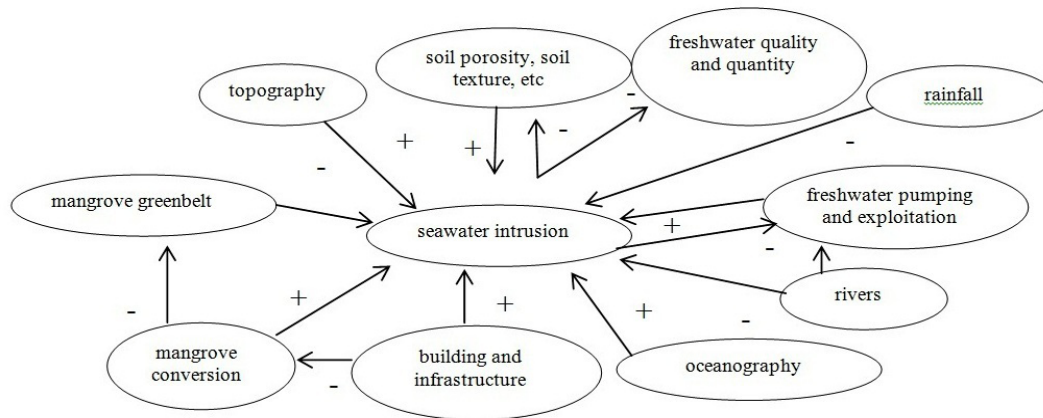 soil porosity, soil
texture, etc
freshwater quality
and quantity
topography
rainfall
-
+
+
-
-
-
mangrove greenbelt
freshwater pumping
and exploitation
seawater intrusion
+
-
rivers
+
-
+
+
-
mangrove
conversion
building and
infrastructure
oceanography
-